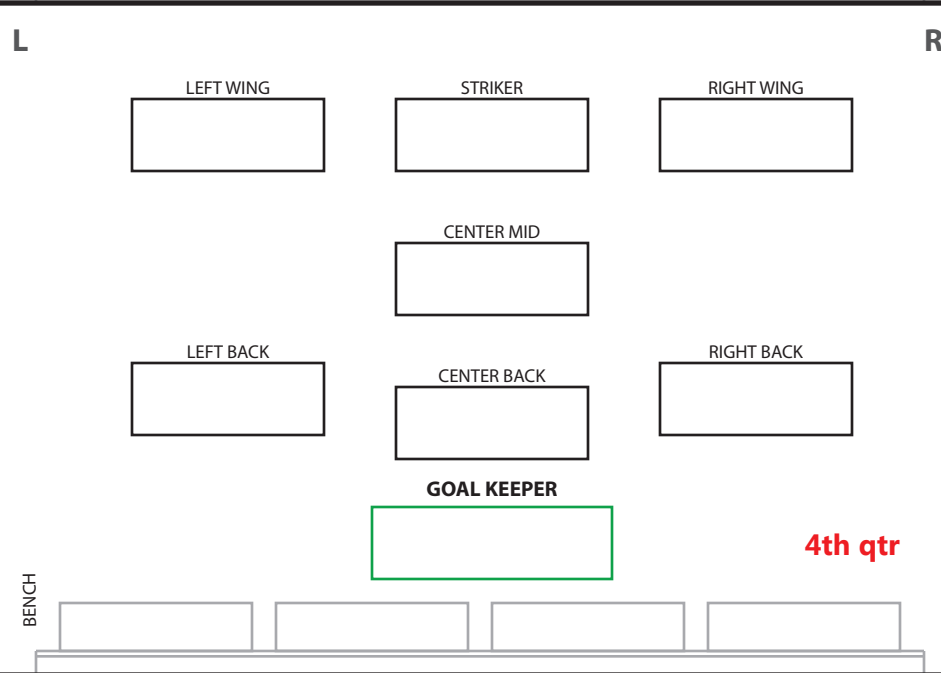 L
R
LEFT WING
STRIKER
RIGHT WING
CENTER MID
LEFT BACK
RIGHT BACK
CENTER BACK
GOAL KEEPER
4th qtr
BENCH